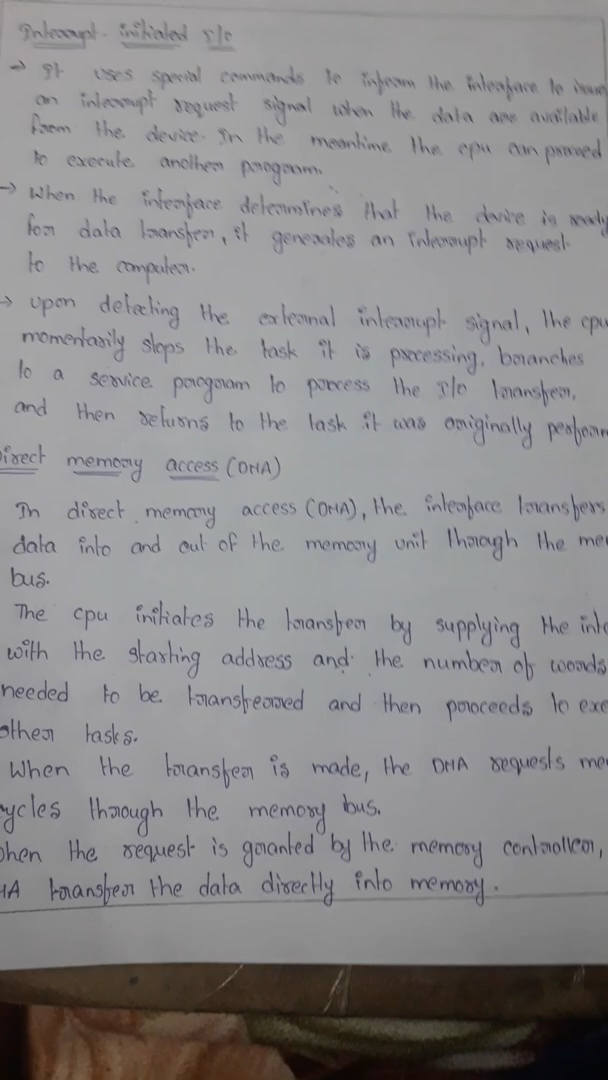 Interrupt - initiated I/O
→ It uses special commands to inform the interface to issue
an interrupt request signal when the data are available
from the device. In the meantime the cpu can proceed
to execute another program.
→ When the interface determines that the device is ready
for data transfer, it generates an interrupt request
to the computer.
→ upon detecting the external interrupt signal, the cpu
momentarily stops the task it is processing, branches
to a service program to process the I/O transfer,
and then returns to the task it was originally perform
Direct memory access (DMA)
In direct memory access (DMA), the interface transfers
data into and out of the memory unit through the me
bus.
The cpu initiates the transfer by supplying the inte
with the starting address and the number of words
needed to be transferred and then proceeds to exe
other tasks.
When the transfer is made, the DMA requests me
cycles through the memory bus.
When the request is granted by the memory controller,
MA transfer the data directly into memory.